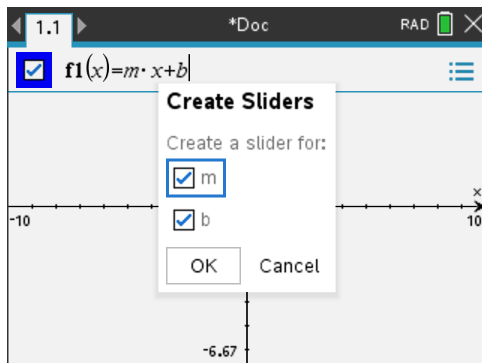 1.1 *Doc RAD
f1(x)=m· x+b
Create Sliders
Create a slider for:
m
b
OK Cancel
x
-10 10
-6.67